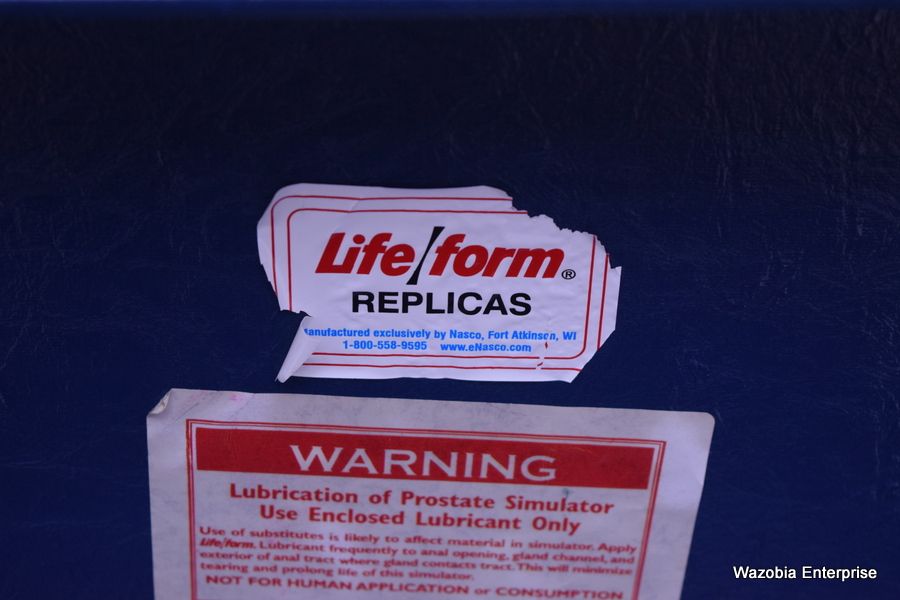 Life/form®
REPLICAS
anufactured exclusively by Nasco, Fort Atkinson, WI
1-800-558-9595 www.eNasco.com
WARNING
Lubrication of Prostate Simulator
Use Enclosed Lubricant Only
Use of substitutes is likely to affect material in simulator. Apply
Life/form. Lubricant frequently to anal opening, gland channel, and
exterior of anal tract where gland contacts tract. This will minimize
tearing and prolong life of this simulator.
NOT FOR HUMAN APPLICATION or CONSUMPTION
Wazobia Enterprise